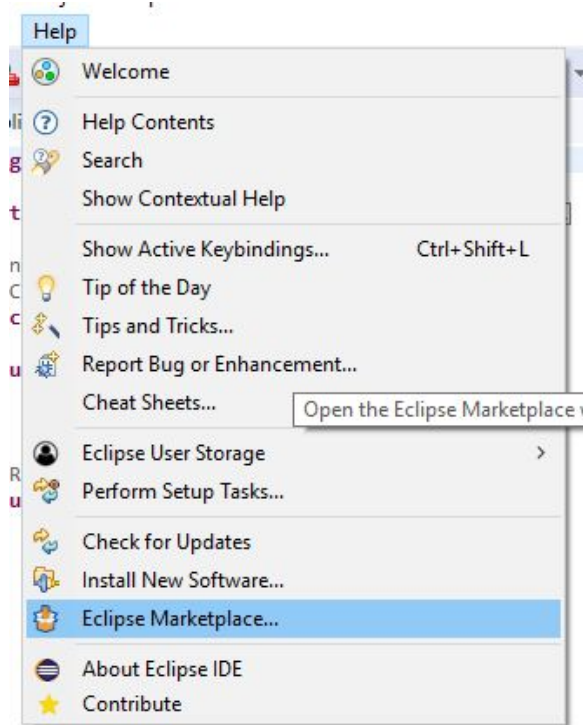 Help
Welcome
Help Contents
Search
Show Contextual Help
Show Active Keybindings... Ctrl+Shift+L
Tip of the Day
Tips and Tricks...
Report Bug or Enhancement...
Cheat Sheets...
Open the Eclipse Marketplace
Eclipse User Storage
Perform Setup Tasks...
Check for Updates
Install New Software...
Eclipse Marketplace...
About Eclipse IDE
Contribute